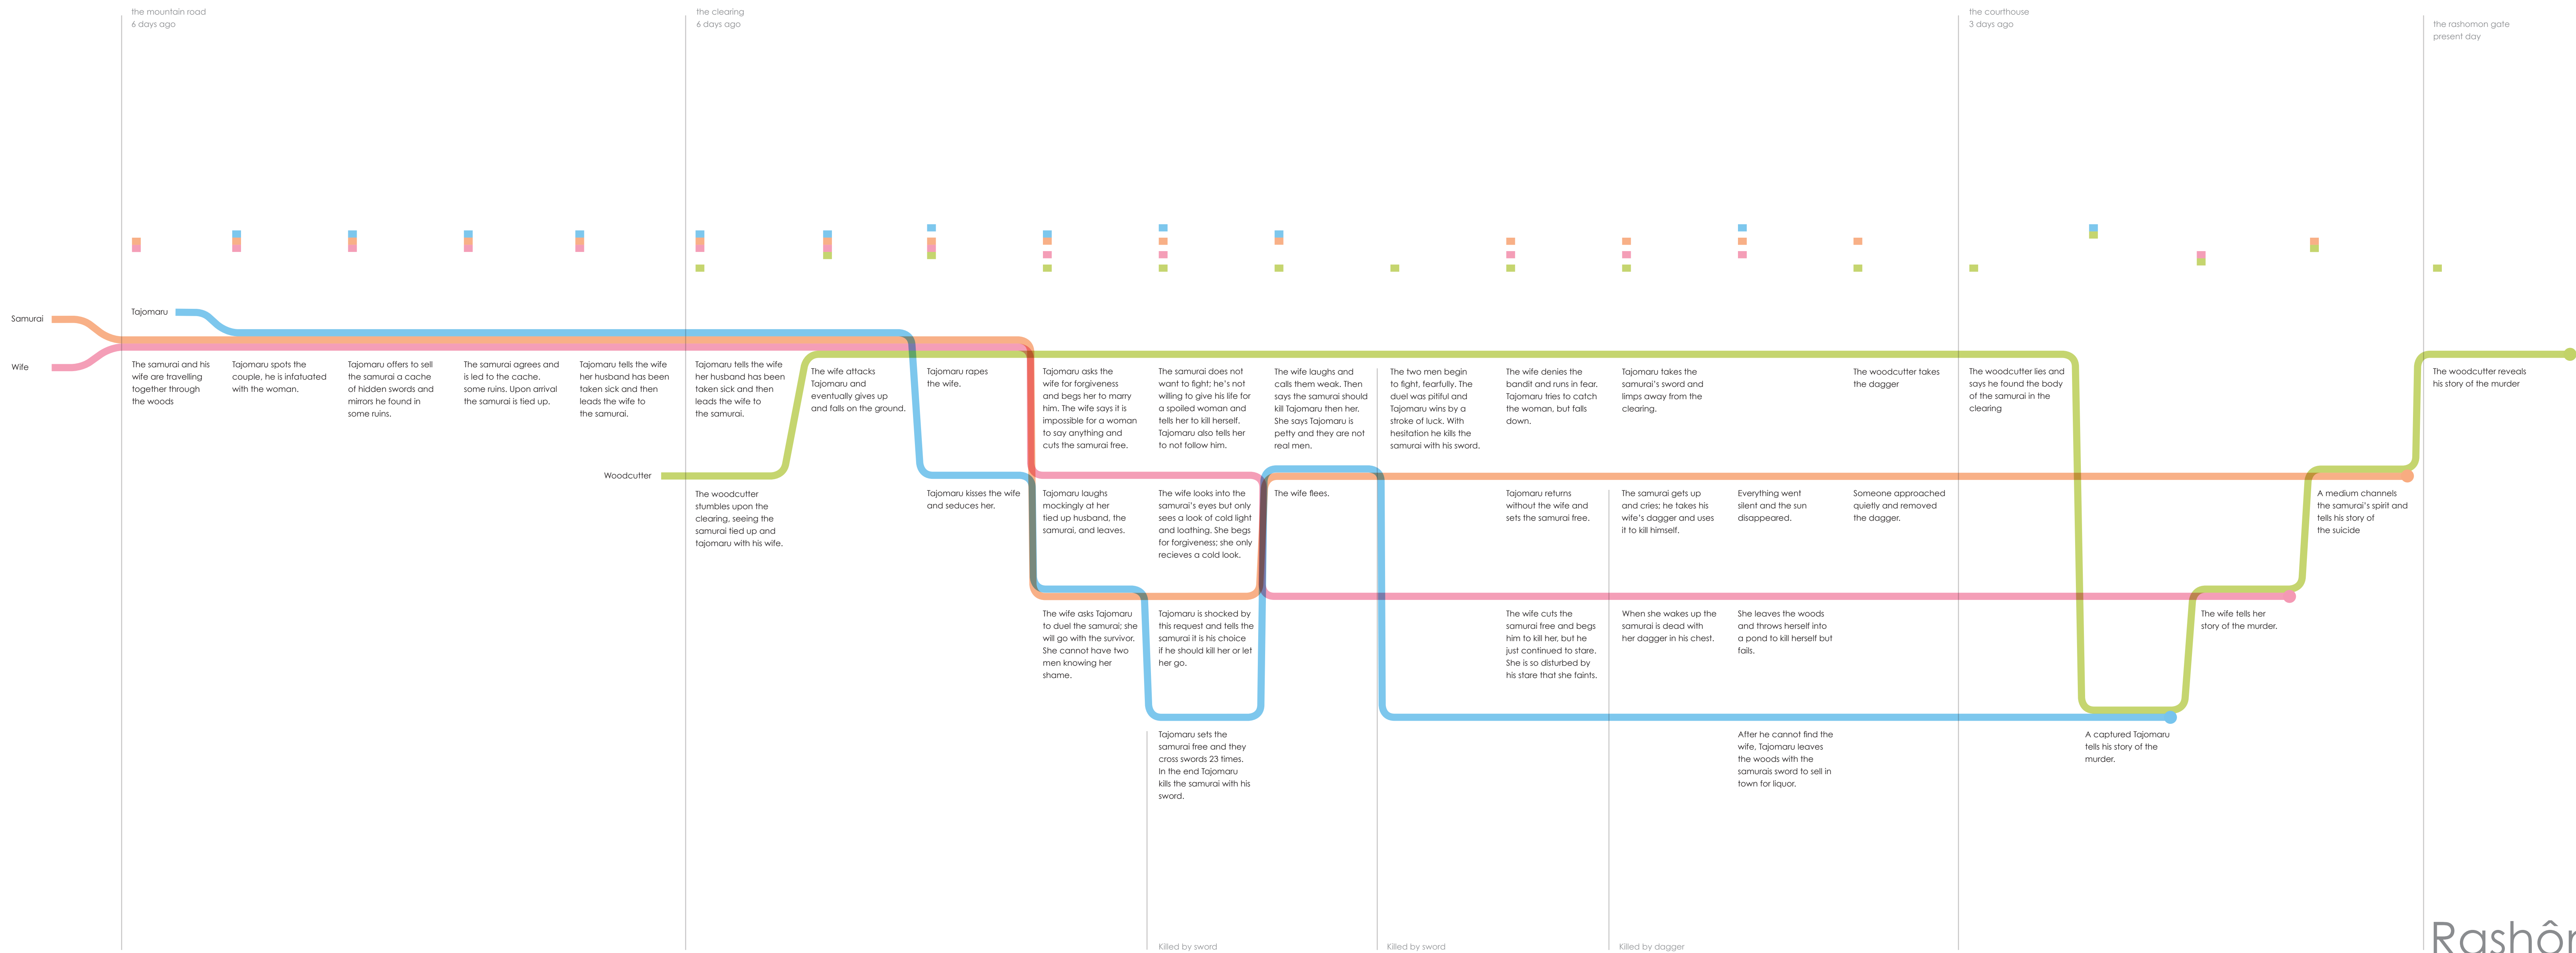 the mountain road
6 days ago
the clearing
6 days ago
the courthouse
3 days ago
the rashomon gate
present day
Samurai
Tajomaru
Wife
The samurai and his
wife are travelling
together through
the woods
Tajomaru spots the
couple, he is infatuated
with the woman.
Tajomaru offers to sell
the samurai a cache
of hidden swords and
mirrors he found in
some ruins.
The samurai agrees and
is led to the cache.
some ruins. Upon arrival
the samurai is tied up.
Tajomaru tells the wife
her husband has been
taken sick and then
leads the wife to
the samurai.
Tajomaru tells the wife
her husband has been
taken sick and then
leads the wife to
the samurai.
The wife attacks
Tajomaru and
eventually gives up
and falls on the ground.
Tajomaru rapes
the wife.
Tajomaru asks the
wife for forgiveness
and begs her to marry
him. The wife says it is
impossible for a woman
to say anything and
cuts the samurai free.
The samurai does not
want to fight; he's not
willing to give his life for
a spoiled woman and
tells her to kill herself.
Tajomaru also tells her
to not follow him.
The wife laughs and
calls them weak. Then
says the samurai should
kill Tajomaru then her.
She says Tajomaru is
petty and they are not
real men.
The two men begin
to fight, fearfully. The
duel was pitiful and
Tajomaru wins by a
stroke of luck. With
hesitation he kills the
samurai with his sword.
The wife denies the
bandit and runs in fear.
Tajomaru tries to catch
the woman, but falls
down.
Tajomaru takes the
samurai's sword and
limps away from the
clearing.
The woodcutter takes
the dagger
The woodcutter lies and
says he found the body
of the samurai in the
clearing
The woodcutter reveals
his story of the murder
Woodcutter
The woodcutter
stumbles upon the
clearing, seeing the
samurai tied up and
tajomaru with his wife.
Tajomaru kisses the wife
and seduces her.
Tajomaru laughs
mockingly at her
tied up husband, the
samurai, and leaves.
The wife looks into the
samurai's eyes but only
sees a look of cold light
and loathing. She begs
for forgiveness; she only
recieves a cold look.
The wife flees.
Tajomaru returns
without the wife and
sets the samurai free.
The samurai gets up
and cries; he takes his
wife's dagger and uses
it to kill himself.
Everything went
silent and the sun
disappeared.
Someone approached
quietly and removed
the dagger.
A medium channels
the samurai's spirit and
tells his story of
the suicide
The wife asks Tajomaru
to duel the samurai; she
will go with the survivor.
She cannot have two
men knowing her
shame.
Tajomaru is shocked by
this request and tells the
samurai it is his choice
if he should kill her or let
her go.
The wife cuts the
samurai free and begs
him to kill her, but he
just continued to stare.
She is so disturbed by
his stare that she faints.
When she wakes up the
samurai is dead with
her dagger in his chest.
She leaves the woods
and throws herself into
a pond to kill herself but
fails.
The wife tells her
story of the murder.
Tajomaru sets the
samurai free and they
cross swords 23 times.
In the end Tajomaru
kills the samurai with his
sword.
After he cannot find the
wife, Tajomaru leaves
the woods with the
samurais sword to sell in
town for liquor.
A captured Tajomaru
tells his story of the
murder.
Killed by sword
Killed by sword
Killed by dagger